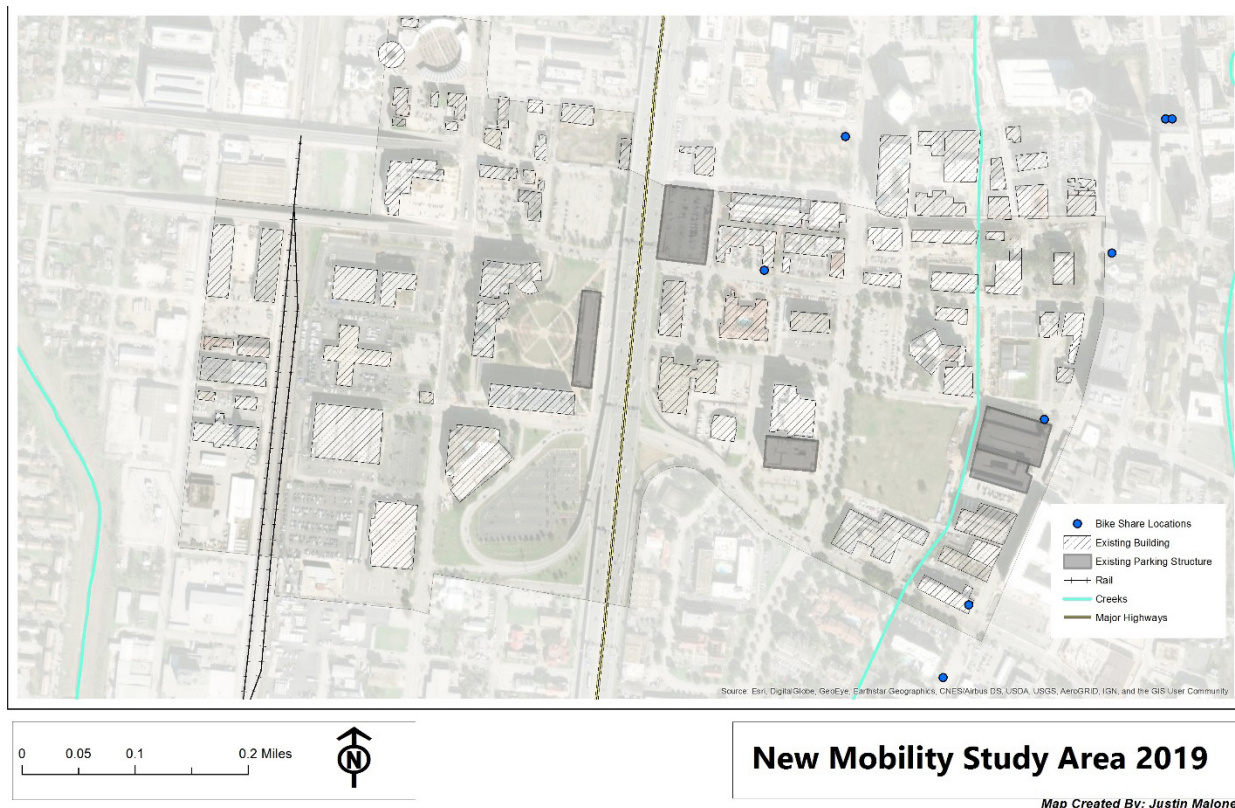 Bike Share Locations
Existing Building
Existing Parking Structure
Rail
Creeks
Major Highways
Source: Esri, DigitalGlobe, GeoEye, Earthstar Geographics, CNES/Airbus DS, USDA, USGS, AeroGRID, IGN, and the GIS User Community
0 0.05 0.1 0.2 Miles
N
New Mobility Study Area 2019
Map Created By: Justin Malone